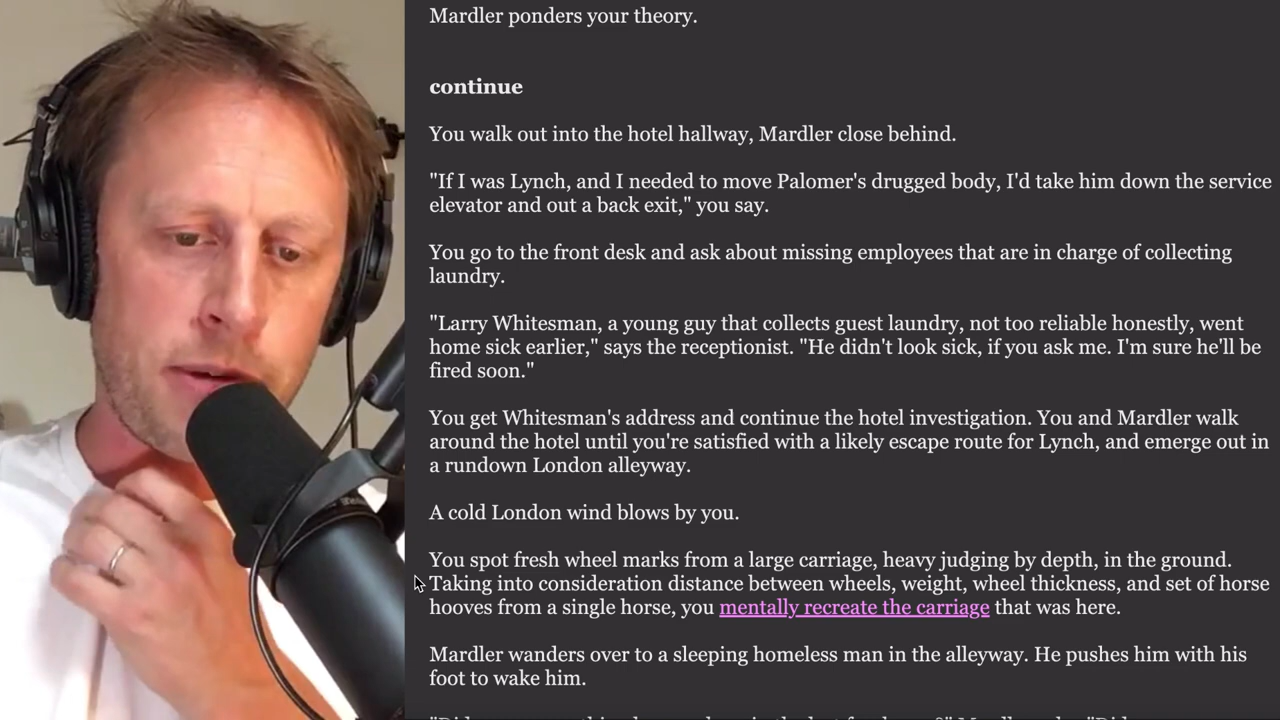 Mardler ponders your theory.
continue
You walk out into the hotel hallway, Mardler close behind.
"If I was Lynch, and I needed to move Palomer's drugged body, I'd take him down the service
elevator and out a back exit," you say.
You go to the front desk and ask about missing employees that are in charge of collecting
laundry.
"Larry Whitesman, a young guy that collects guest laundry, not too reliable honestly, went
home sick earlier," says the receptionist. "He didn't look sick, if you ask me. I'm sure he'll be
fired soon."
You get Whitesman's address and continue the hotel investigation. You and Mardler walk
around the hotel until you're satisfied with a likely escape route for Lynch, and emerge out in
a rundown London alleyway.
A cold London wind blows by you.
You spot fresh wheel marks from a large carriage, heavy judging by depth, in the ground.
Taking into consideration distance between wheels, weight, wheel thickness, and set of horse
hooves from a single horse, you mentally recreate the carriage that was here.
Mardler wanders over to a sleeping homeless man in the alleyway. He pushes him with his
foot to wake him.